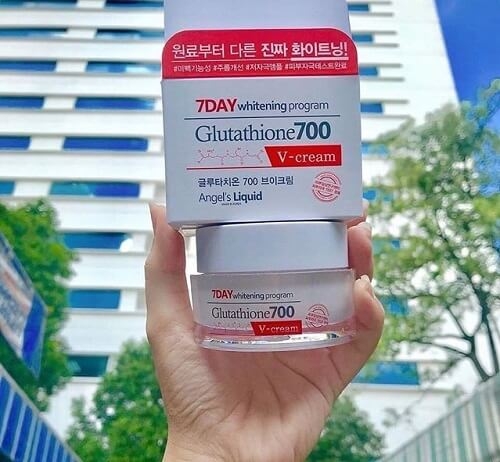 원료부터 다른 진짜 화이트닝!
#미백기능성 #주름개선 #저자극앰플 #피부자극테스트완료
7DAY whitening program
Glutathione700
V-cream
글루타치온 700 브이크림
Angel's Liquid
7DAY whitening program
Glutathione700
V-cream